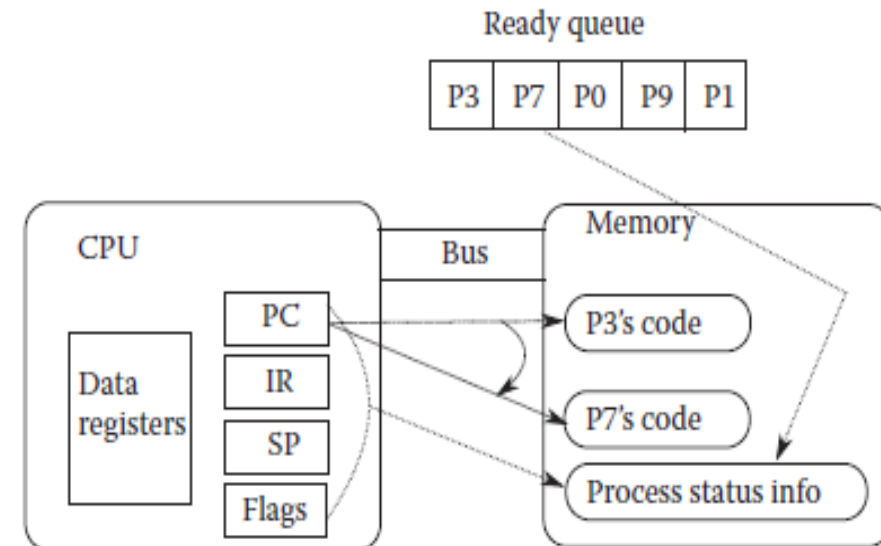 Ready queue
P3 P7 P0 P9 P1
CPU
Bus
Memory
PC
IR
SP
Flags
Data
registers
P3's code
P7's code
Process status info